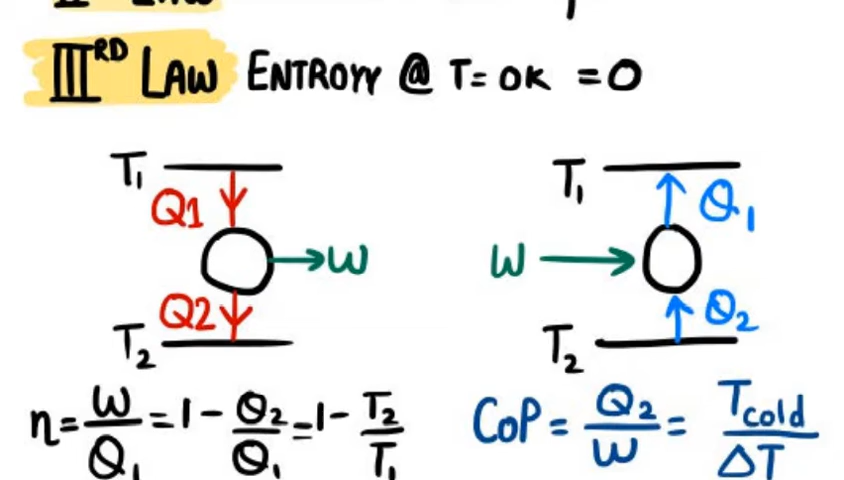 III RD LAW ENTROPY @ T= 0K =0
T₁
Q1
W
Q2
T₂
T₁
Q₁
W
Q₂
T₂
η = W/Q₁ = 1 - Q₂/Q₁ = 1 - T₂/T₁
COP = Q₂/W = Tcold/ΔT